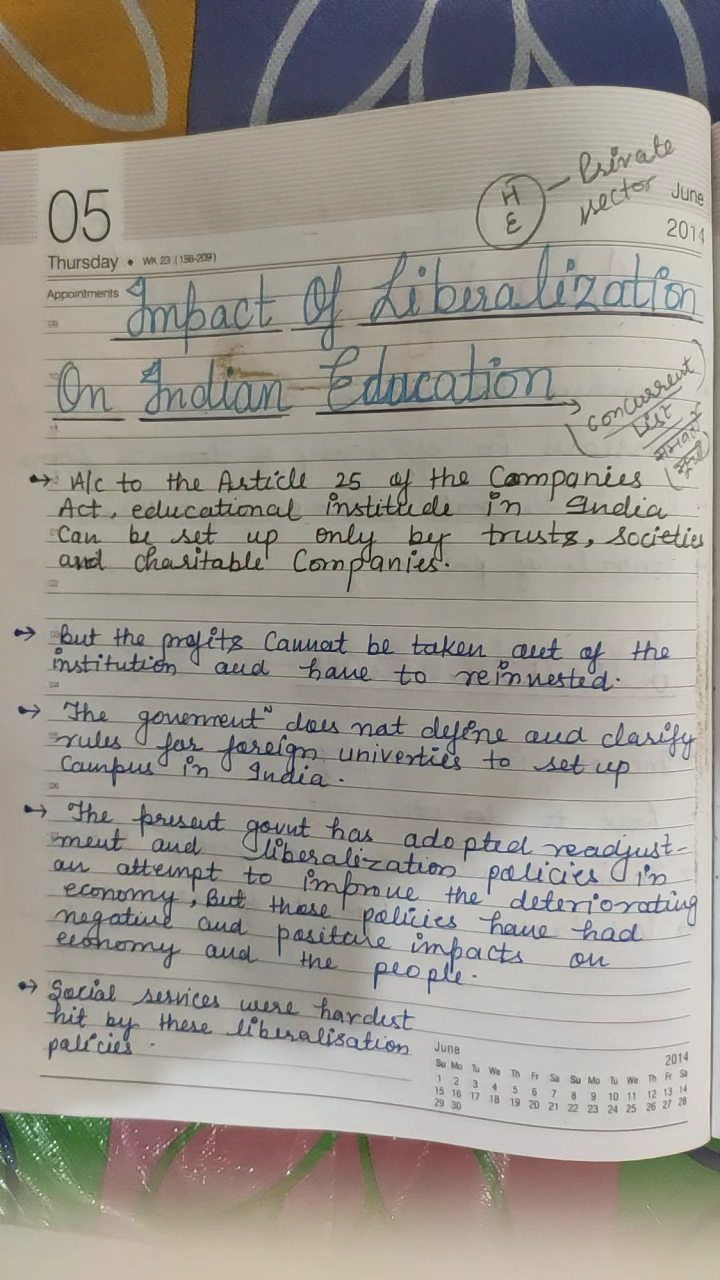 H
E
– Private
sector
05
June
2014
Thursday • WK 23 (156-209)
Appointments
Impact Of Liberalization
On Indian Education
Concurrent
List
→ A/c to the Article 25 of the Companies
Act, educational institude in India
Can be set up only by trusts, societies
and charitable Companies.
→ But the profits Cannot be taken out of the
institution and have to reinvested.
→ The government does not define and clarify
rules for foreign univerties to set up
Campus in India.
→ The present govnt has adopted readjust-
ment and liberalization policies in
an attempt to improve the deteriorating
economy, But those policies have had
negative and positive impacts on
economy and the people.
→ Social services were hardest
hit by these liberalisation
policies.
June
2014
Su Mo Tu We Th Fr Sa Su Mo Tu We Th Fr Sa
1 2 3 4 5 6 7 8 9 10 11 12 13 14
15 16 17 18 19 20 21 22 23 24 25 26 27 28
29 30